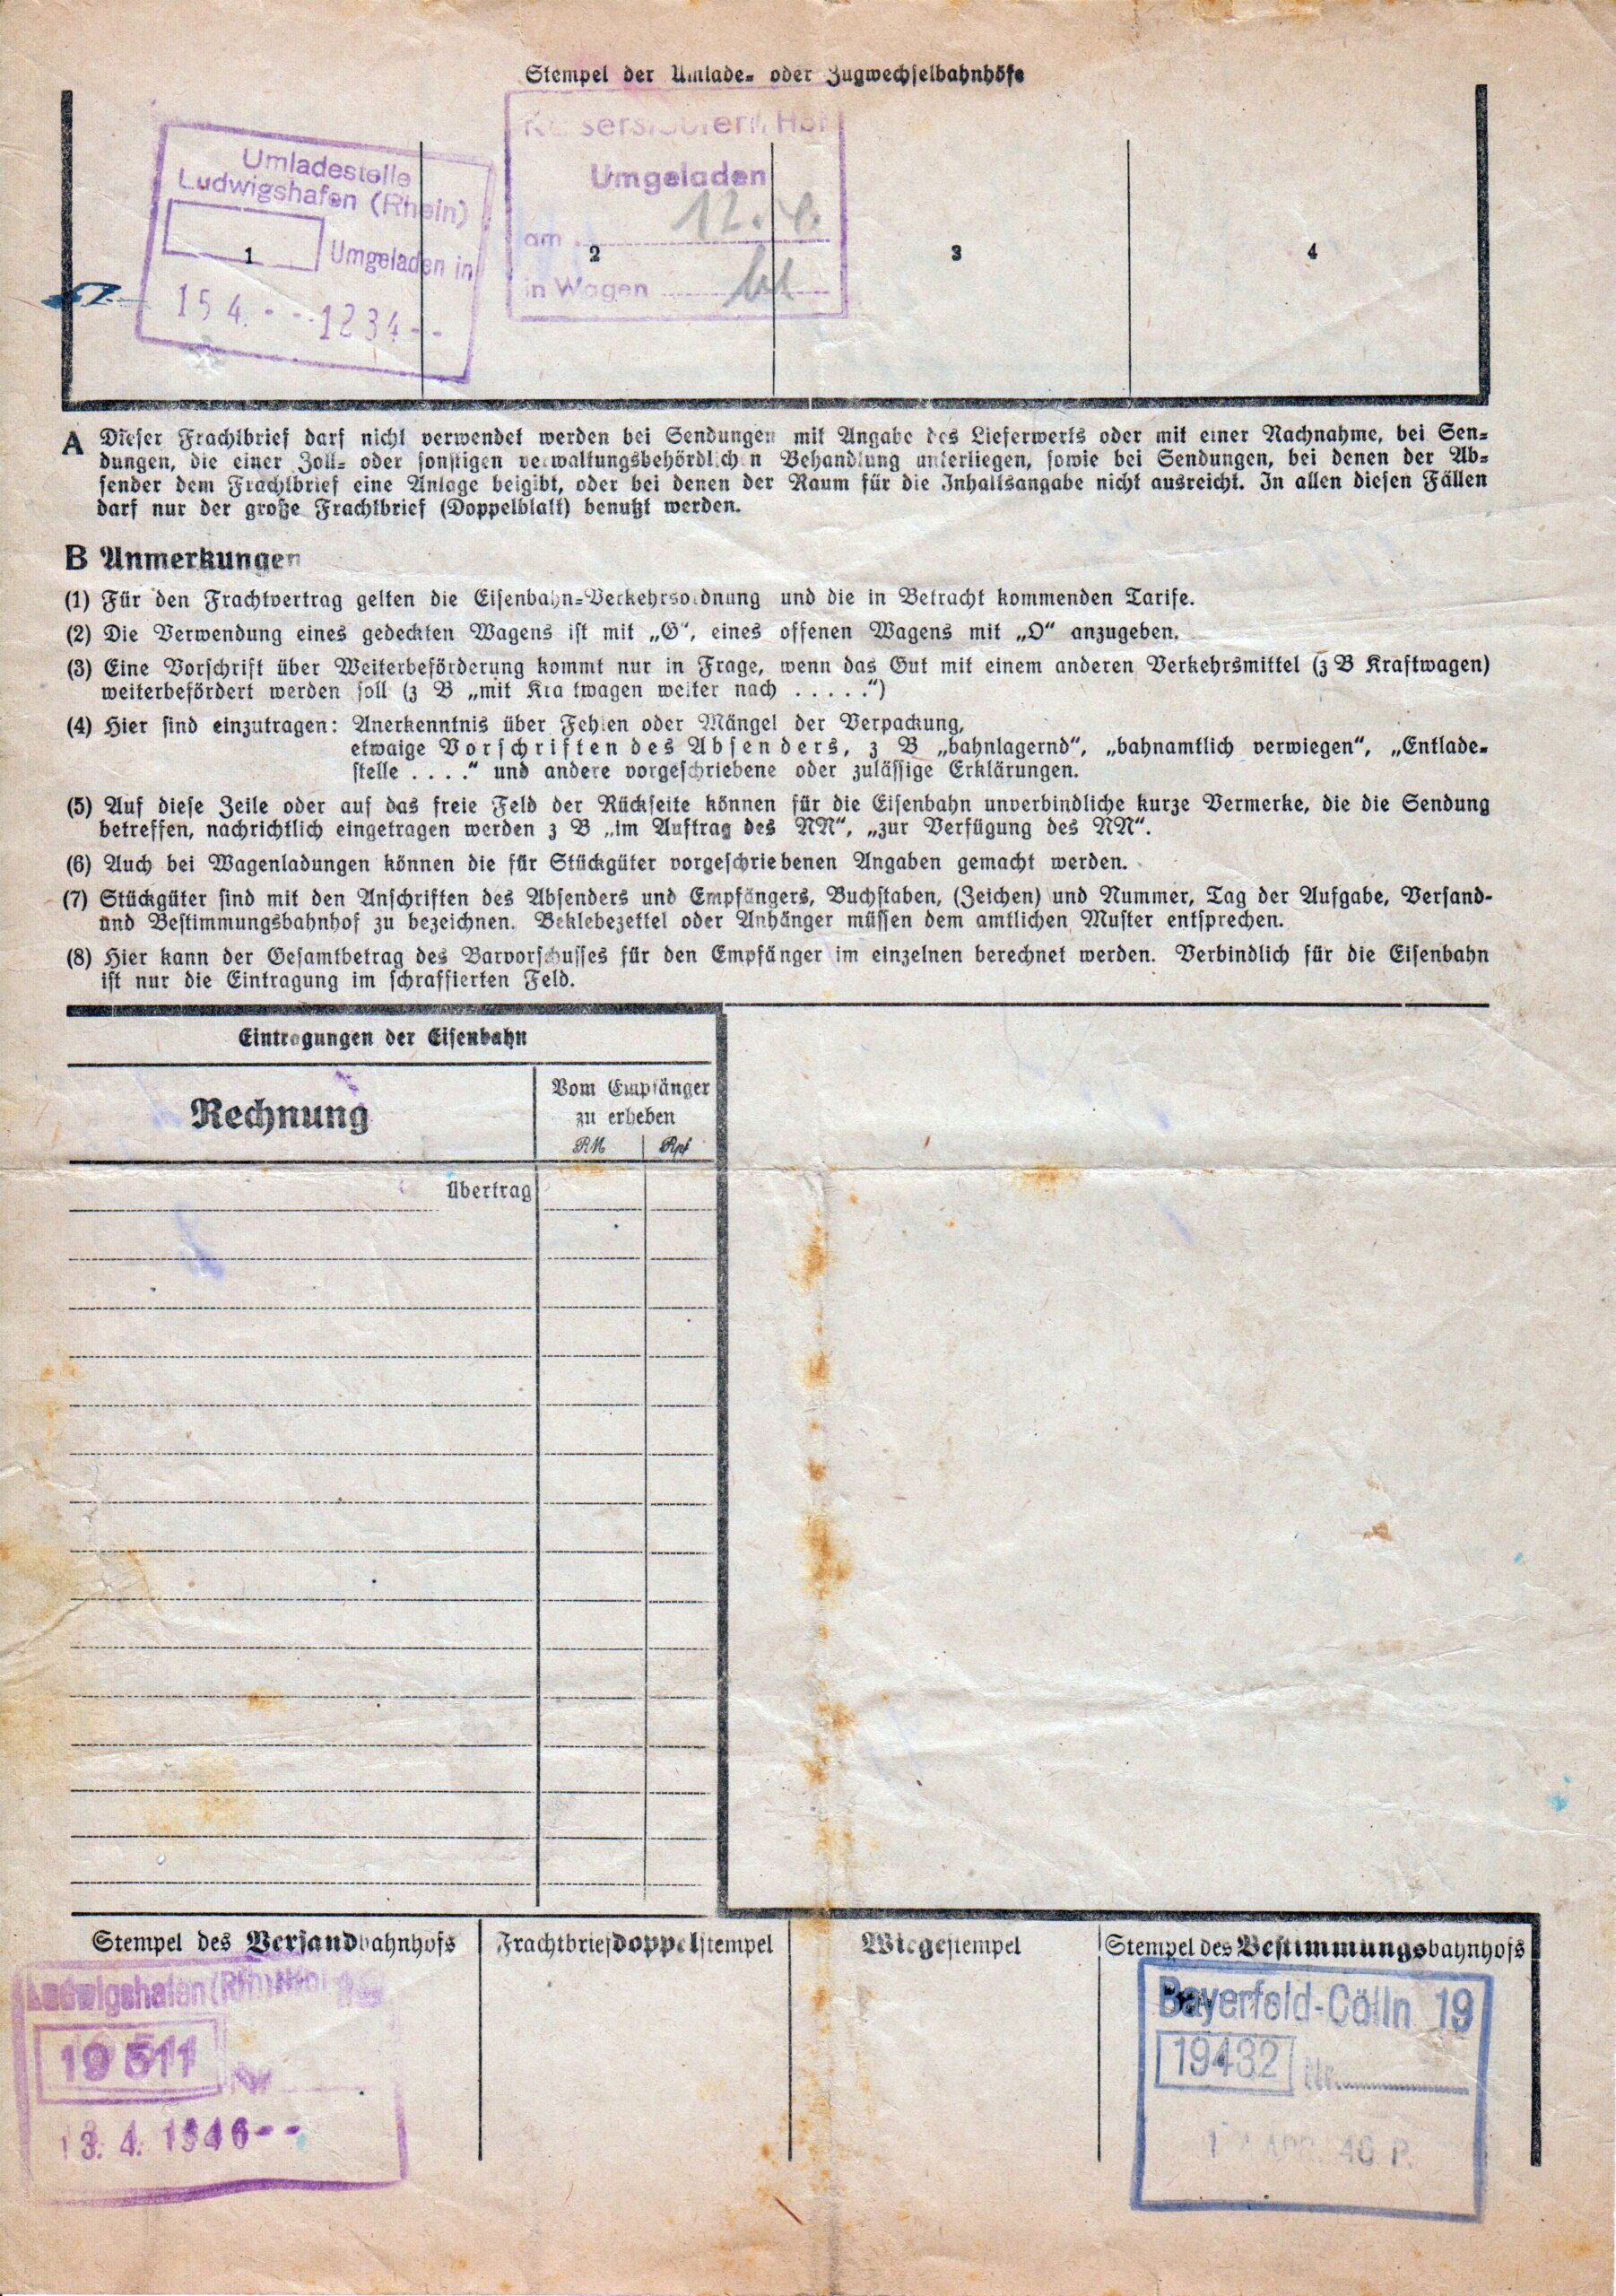 Stempel der Umlade- oder Zugwechselbahnhöfe
Umladestelle
Ludwigshafen (Rhein)
Umgeladen in
154. - - 1234 - -
1
Umgeladen
am 12. 4.
in Wagen
2
3
4
A Dieser Frachtbrief darf nicht verwendet werden bei Sendungen mit Angabe des Lieferwerts oder mit einer Nachnahme, bei Sen-
dungen, die einer Zoll- oder sonstigen verwaltungsbehördlichen Behandlung unterliegen, sowie bei Sendungen, bei denen der Ab-
sender dem Frachtbrief eine Anlage beigibt, oder bei denen der Raum für die Inhaltsangabe nicht ausreicht. In allen diesen Fällen
darf nur der große Frachtbrief (Doppelblatt) benutzt werden.
B Anmerkungen
(1) Für den Frachtvertrag gelten die Eisenbahn-Verkehrsordnung und die in Betracht kommenden Tarife.
(2) Die Verwendung eines gedeckten Wagens ist mit „G“, eines offenen Wagens mit „O“ anzugeben.
(3) Eine Vorschrift über Weiterbeförderung kommt nur in Frage, wenn das Gut mit einem anderen Verkehrsmittel (z B Kraftwagen)
weiterbefördert werden soll (z B „mit Kraftwagen weiter nach . . . . .“)
(4) Hier sind einzutragen: Anerkenntnis über Fehlen oder Mängel der Verpackung,
etwaige Vorschriften des Absenders, z B „bahnlagernd“, „bahnamtlich verwiegen“, „Entlade-
stelle . . . .“ und andere vorgeschriebene oder zulässige Erklärungen.
(5) Auf diese Zeile oder auf das freie Feld der Rückseite können für die Eisenbahn unverbindliche kurze Vermerke, die die Sendung
betreffen, nachrichtlich eingetragen werden z B „im Auftrag des NN“, „zur Verfügung des NN“.
(6) Auch bei Wagenladungen können die für Stückgüter vorgeschriebenen Angaben gemacht werden.
(7) Stückgüter sind mit den Anschriften des Absenders und Empfängers, Buchstaben, (Zeichen) und Nummer, Tag der Aufgabe, Versand-
und Bestimmungsbahnhof zu bezeichnen. Beklebezettel oder Anhänger müssen dem amtlichen Muster entsprechen.
(8) Hier kann der Gesamtbetrag des Barvorschusses für den Empfänger im einzelnen berechnet werden. Verbindlich für die Eisenbahn
ist nur die Eintragung im schraffierten Feld.
Eintragungen der Eisenbahn
Rechnung
Vom Empfänger
zu erheben
RM Rpf
Übertrag
Stempel des Versandbahnhofs
Frachtbriefdoppelstempel
Wiegestempel
Stempel des Bestimmungsbahnhofs
Ludwigshafen (Rh)
19 511
13. 4. 1946 - -
Bayerfeld-Cölln 19
19432 Nr.